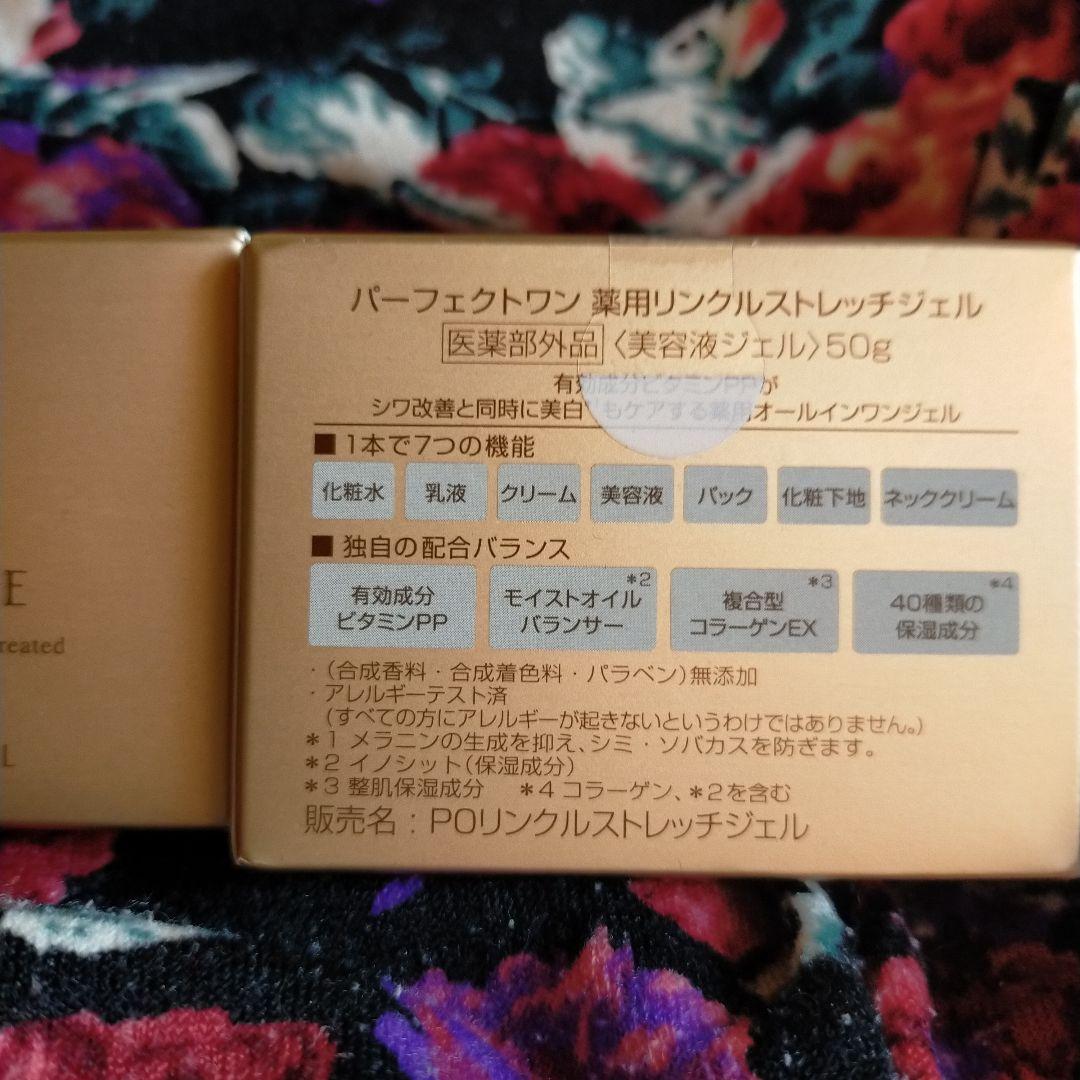 E
reated
L
パーフェクトワン 薬用リンクルストレッチジェル
医薬部外品〈美容液ジェル〉50g
有効成分ビタミンPPが
シワ改善と同時に美白*1もケアする薬用オールインワンジェル
■1本で7つの機能
化粧水 乳液 クリーム 美容液 パック 化粧下地 ネッククリーム
■独自の配合バランス
有効成分
ビタミンPP
モイストオイル*2
バランサー
複合型*3
コラーゲンEX
40種類の*4
保湿成分
・(合成香料・合成着色料・パラベン)無添加
・アレルギーテスト済
(すべての方にアレルギーが起きないというわけではありません。)
*1 メラニンの生成を抑え、シミ・ソバカスを防ぎます。
*2 イノシット(保湿成分)
*3 整肌保湿成分 *4 コラーゲン、*2を含む
販売名：POリンクルストレッチジェル